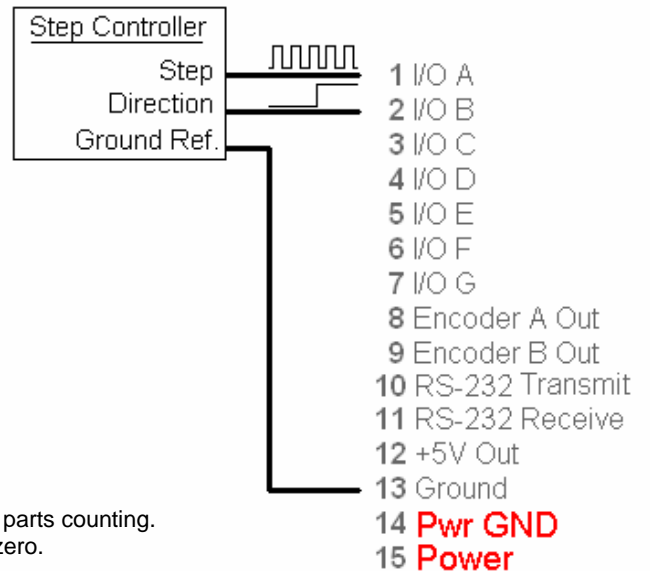 Step Controller
Step
Direction
Ground Ref.
1 I/O A
2 I/O B
3 I/O C
4 I/O D
5 I/O E
6 I/O F
7 I/O G
8 Encoder A Out
9 Encoder B Out
10 RS-232 Transmit
11 RS-232 Receive
12 +5V Out
13 Ground
14 Pwr GND
15 Power
parts counting.
zero.